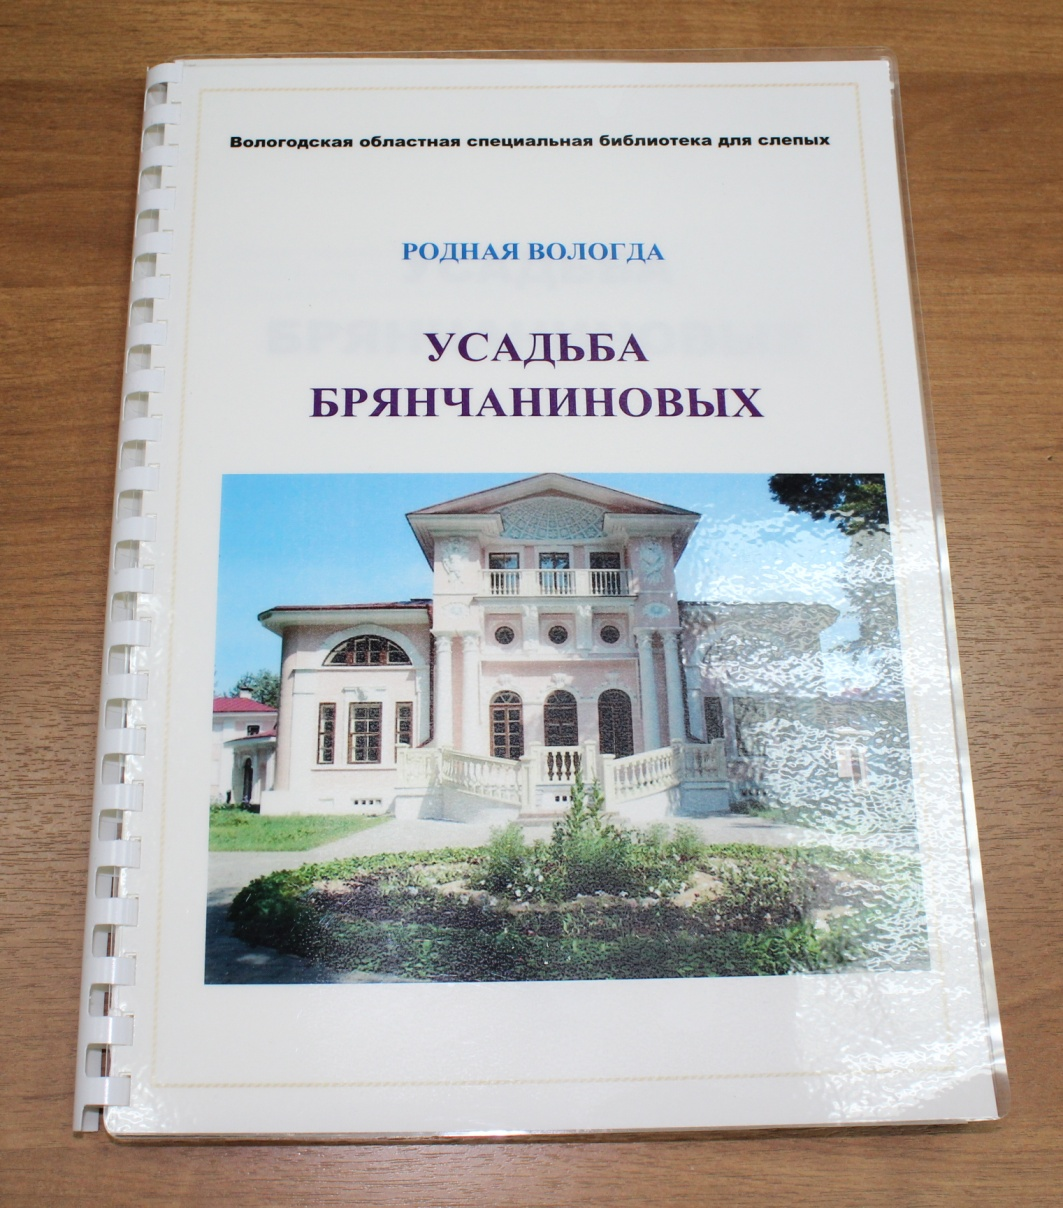 Вологодская областная специальная библиотека для слепых
РОДНАЯ ВОЛОГДА
УСАДЬБА
БРЯНЧАНИНОВЫХ